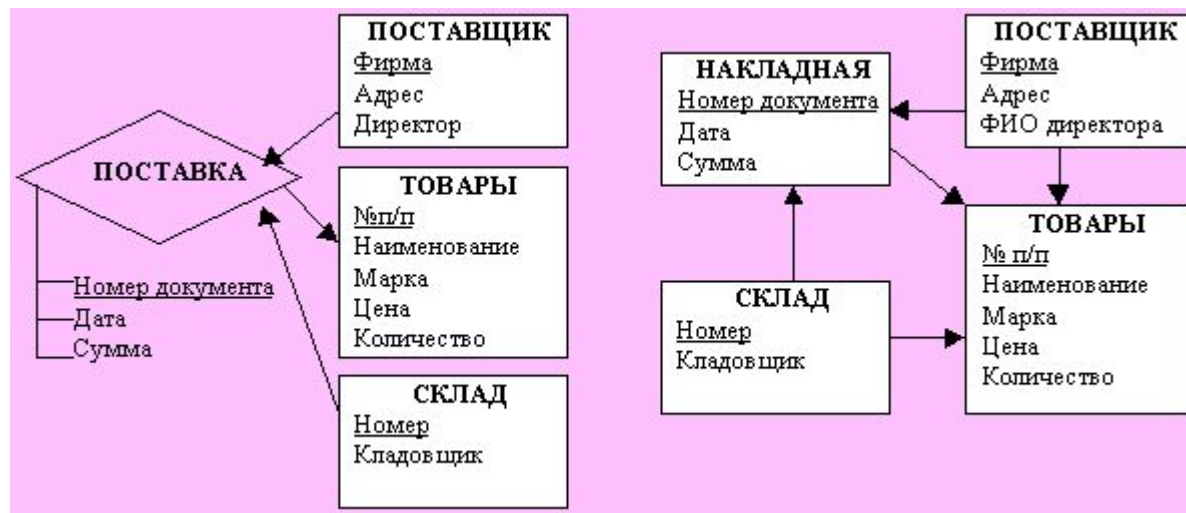 ПОСТАВЩИК
Фирма
Адрес
Директор
ПОСТАВКА
Номер документа
Дата
Сумма
ТОВАРЫ
№п/п
Наименование
Марка
Цена
Количество
СКЛАД
Номер
Кладовщик
НАКЛАДНАЯ
Номер документа
Дата
Сумма
ПОСТАВЩИК
Фирма
Адрес
ФИО директора
СКЛАД
Номер
Кладовщик
ТОВАРЫ
№ п/п
Наименование
Марка
Цена
Количество